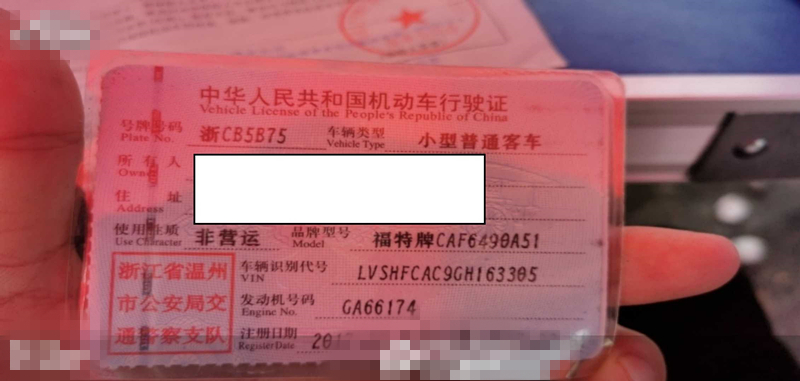 中华人民共和国机动车行驶证
Vehicle License of the People's Republic of China
号牌号码 浙CB5B75 车辆类型 小型普通客车
Plate No. Vehicle Type
所有人
Owner
住址
Address
使用性质 非营运 品牌型号 福特牌CAF6490A51
Use Character Model
浙江省温州 车辆识别代号 LVSHFCAC9GH163305
VIN
市公安局交 发动机号码 GA66174
Engine No.
通警察支队 注册日期 20
Register Date